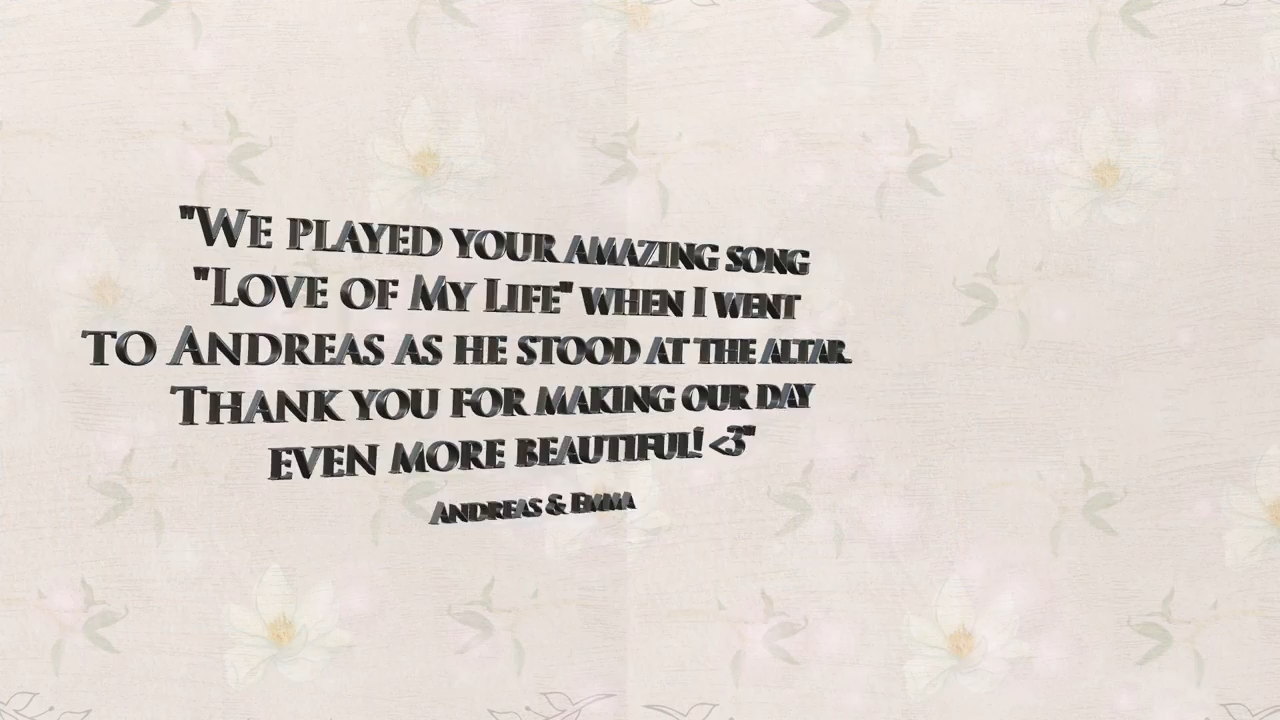 "We played your amazing song
"Love of My Life" when I went
to Andreas as he stood at the altar.
Thank you for making our day
even more beautiful! <3"
Andreas & Emma